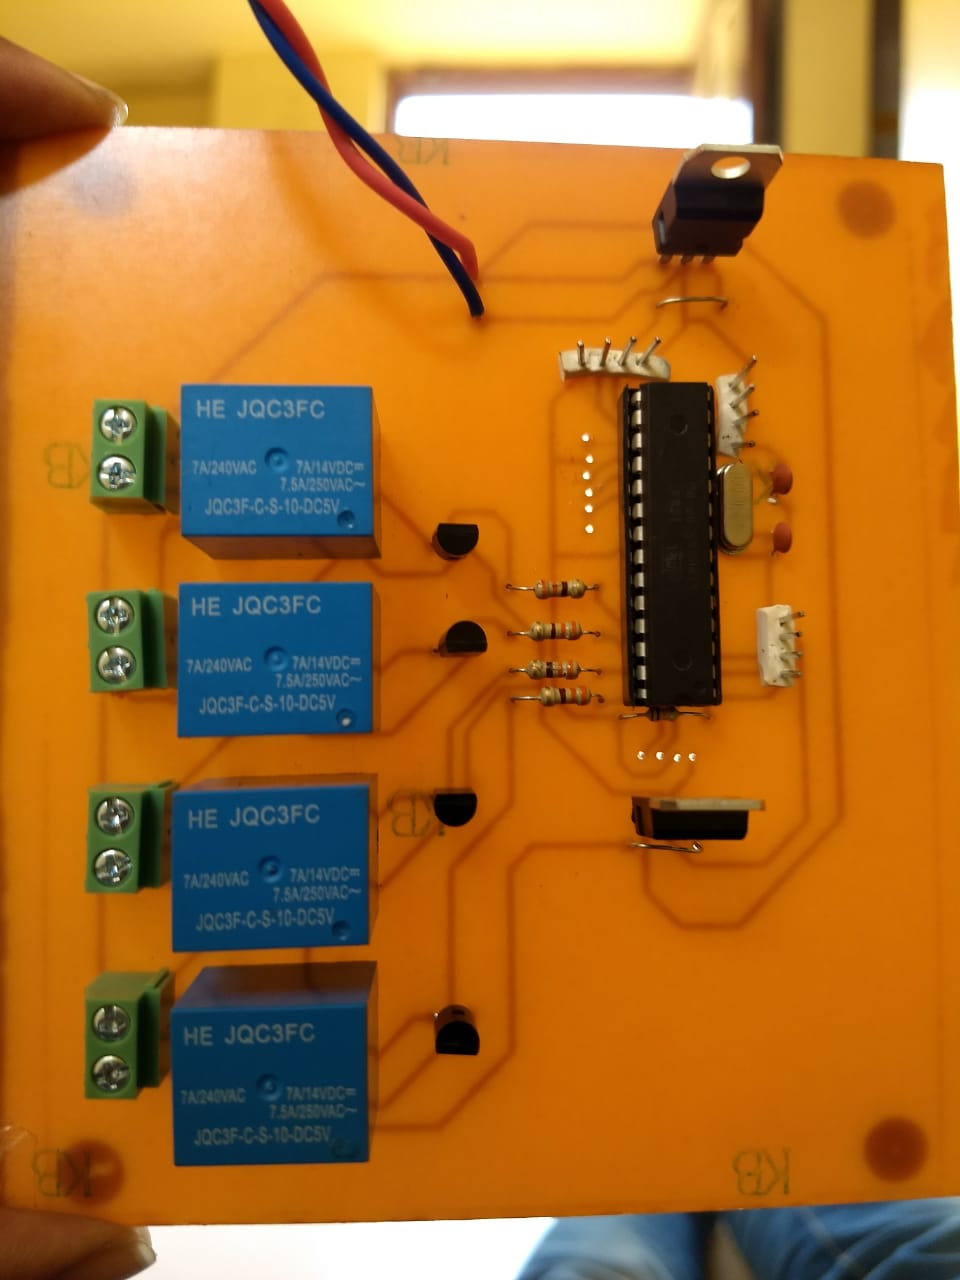 KB
HE JQC3FC
7A/240VAC 7A/14VDC⎓
7.5A/250VAC~
JQC3F-C-S-10-DC5V
KB
HE JQC3FC
7A/240VAC 7A/14VDC⎓
7.5A/250VAC~
JQC3F-C-S-10-DC5V
HE JQC3FC
7A/240VAC 7A/14VDC⎓
7.5A/250VAC~
JQC3F-C-S-10-DC5V
KB
HE JQC3FC
7A/240VAC 7A/14VDC⎓
7.5A/250VAC~
JQC3F-C-S-10-DC5V
KB
KB